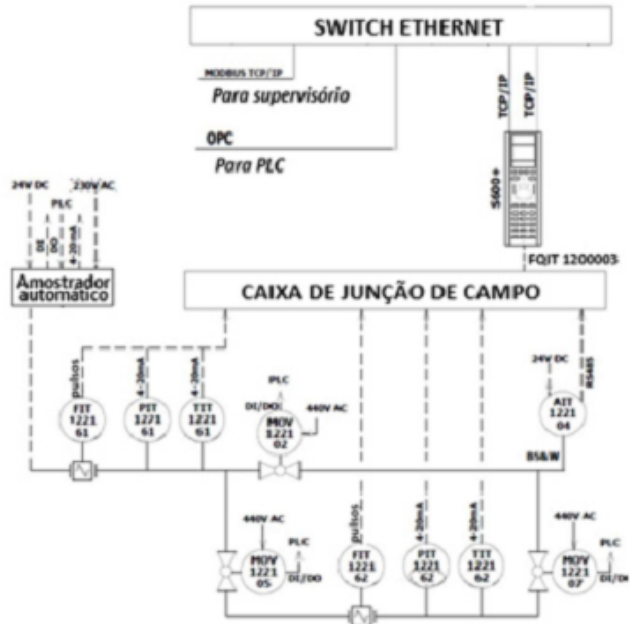 SWITCH ETHERNET
MODBUS TCP/IP
Para supervisório
OPC
Para PLC
TCP/IP
TCP/IP
S600+
FQIT 1200003
24V DC
230V AC
PLC
DI
DO
4-20mA
Amostrador
automático
CAIXA DE JUNÇÃO DE CAMPO
pulsos
4-20mA
4-20mA
FIT
1221
61
PIT
1221
61
TIT
1221
61
PLC
DI/DO
440V AC
MOV
1221
02
24V DC
RS485
AIT
1221
04
BS&W
440V AC
MOV
1221
05
PLC
DI/DO
pulsos
4-20mA
4-20mA
FIT
1221
62
PIT
1221
62
TIT
1221
62
440V AC
MOV
1221
07
PLC
DI/DI